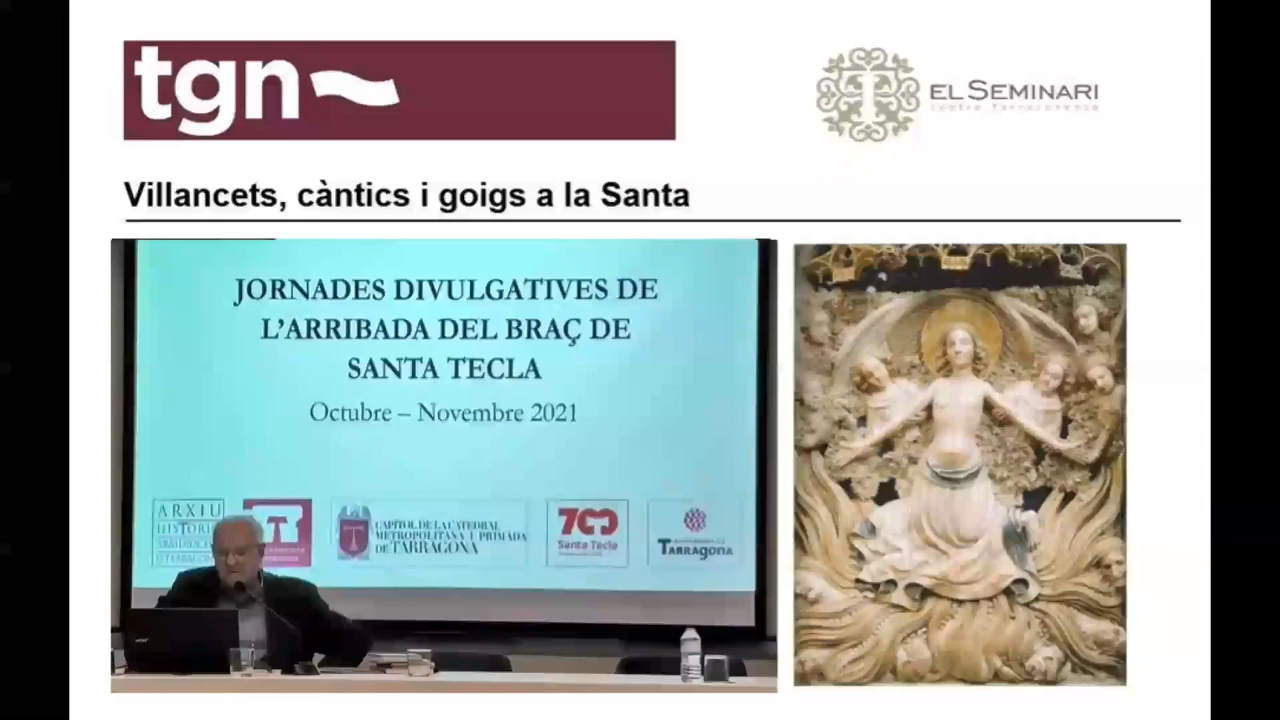 tgn
EL SEMINARI
Villancets, càntics i goigs a la Santa
JORNADES DIVULGATIVES DE
L'ARRIBADA DEL BRAÇ DE
SANTA TECLA
Octubre – Novembre 2021
ARXIU
CAPÍTOL DE LA CATEDRAL
METROPOLITANA I PRIMADA
DE TARRAGONA
700
Santa Tecla
TARRAGONA